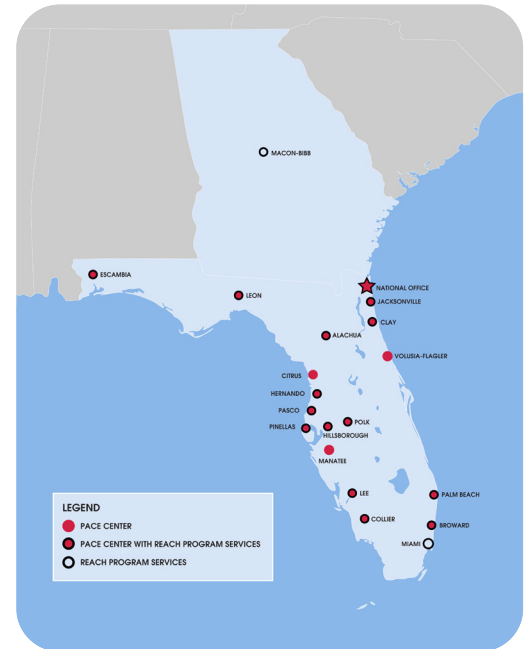 MACON-BIBB
ESCAMBIA
LEON
NATIONAL OFFICE
JACKSONVILLE
CLAY
ALACHUA
VOLUSIA-FLAGLER
CITRUS
HERNANDO
PASCO
POLK
PINELLAS
HILLSBOROUGH
MANATEE
LEE
PALM BEACH
COLLIER
BROWARD
MIAMI
LEGEND
PACE CENTER
PACE CENTER WITH REACH PROGRAM SERVICES
REACH PROGRAM SERVICES